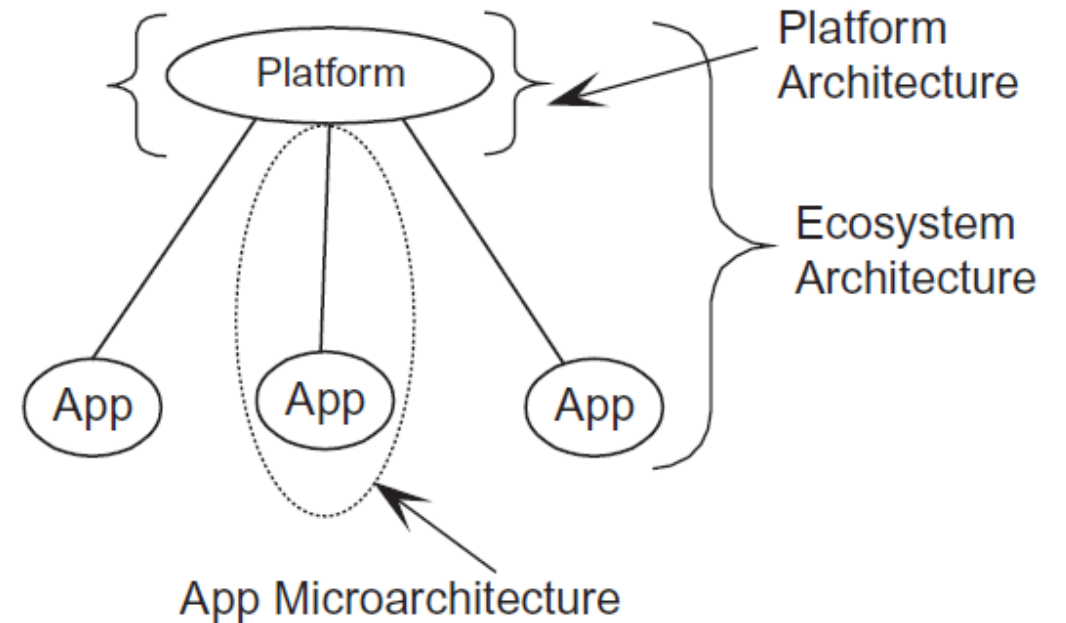 Platform
Platform
Architecture
Ecosystem
Architecture
App
App
App
App Microarchitecture